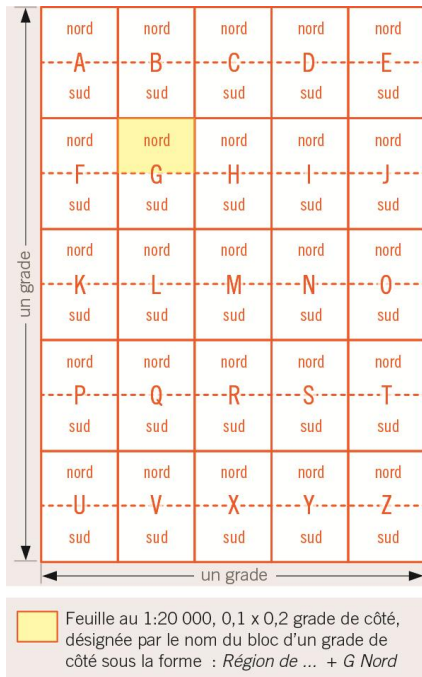 nord nord nord nord nord
A B C D E
sud sud sud sud sud
nord nord nord nord nord
F G H I J
sud sud sud sud sud
un grade
nord nord nord nord nord
K L M N O
sud sud sud sud sud
nord nord nord nord nord
P Q R S T
sud sud sud sud sud
nord nord nord nord nord
U V X Y Z
sud sud sud sud sud
un grade
Feuille au 1:20 000, 0,1 x 0,2 grade de côté,
désignée par le nom du bloc d'un grade de
côté sous la forme : Région de ... + G Nord